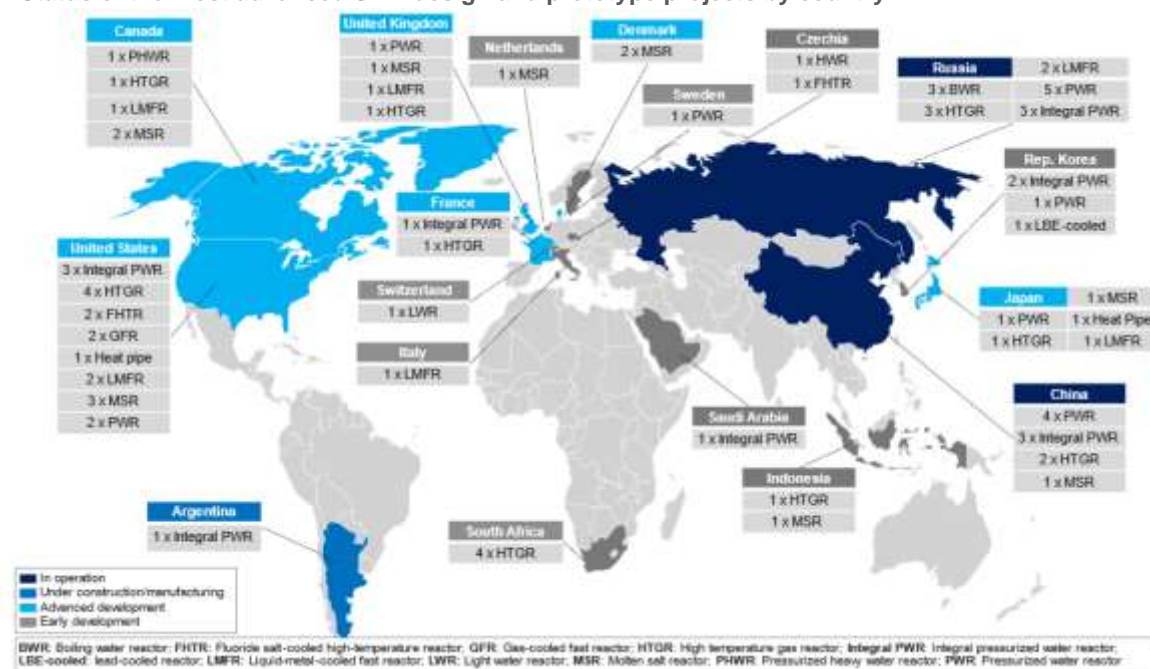 Canada
1 x PHWR
1 x HTGR
1 x LMFR
2 x MSR
United Kingdom
1 x PWR
1 x MSR
1 x LMFR
1 x HTGR
Netherlands
1 x MSR
Denmark
2 x MSR
Sweden
1 x PWR
Czechia
1 x HWR
1 x FHTR
Russia 2 x LMFR
3 x BWR 5 x PWR
3 x HTGR 3 x Integral PWR
Rep. Korea
2 x Integral PWR
1 x PWR
1 x LBE-cooled
France
1 x Integral PWR
1 x HTGR
United States
3 x Integral PWR
4 x HTGR
2 x FHTR
2 x GFR
1 x Heat pipe
2 x LMFR
3 x MSR
2 x PWR
Switzerland
1 x LWR
Italy
1 x LMFR
Japan 1 x MSR
1 x PWR 1 x Heat Pipe
1 x HTGR 1 x LMFR
Saudi Arabia
1 x Integral PWR
China
4 x PWR
3 x Integral PWR
2 x HTGR
1 x MSR
Indonesia
1 x HTGR
1 x MSR
Argentina
1 x Integral PWR
South Africa
4 x HTGR
In operation
Under construction/manufacturing
Advanced development
Early development
BWR: Boiling water reactor; FHTR: Fluoride salt-cooled high-temperature reactor; GFR: Gas-cooled fast reactor; HTGR: High temperature gas reactor; Integral PWR: Integral pressurized water reactor;
LBE-cooled: lead-cooled reactor; LMFR: Liquid-metal-cooled fast reactor; LWR: Light water reactor; MSR: Molten salt reactor; PHWR: Pressurized heavy water reactor; PWR: Pressurized water reactor